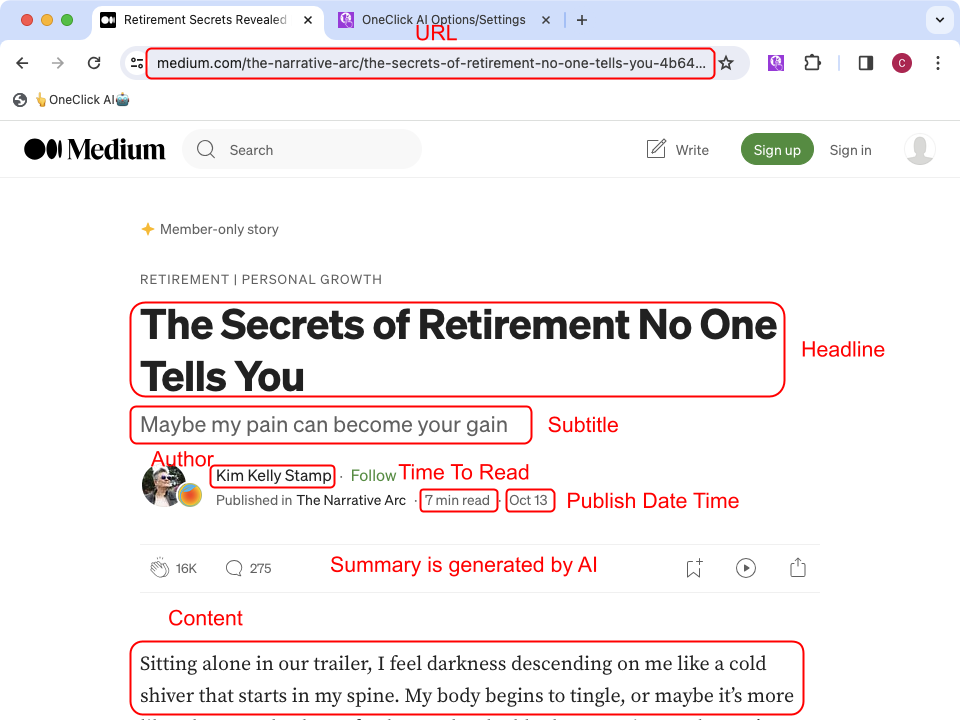 Retirement Secrets Revealed
OneClick AI Options/Settings
URL
medium.com/the-narrative-arc/the-secrets-of-retirement-no-one-tells-you-4b64...
C
👆OneClick AI🤖
Medium
Search
Write
Sign up
Sign in
Member-only story
RETIREMENT | PERSONAL GROWTH
The Secrets of Retirement No One
Tells You
Headline
Maybe my pain can become your gain
Subtitle
Author
Kim Kelly Stamp · Follow
Time To Read
Published in The Narrative Arc · 7 min read · Oct 13
Publish Date Time
16K
275
Summary is generated by AI
Content
Sitting alone in our trailer, I feel darkness descending on me like a cold
shiver that starts in my spine. My body begins to tingle, or maybe it's more